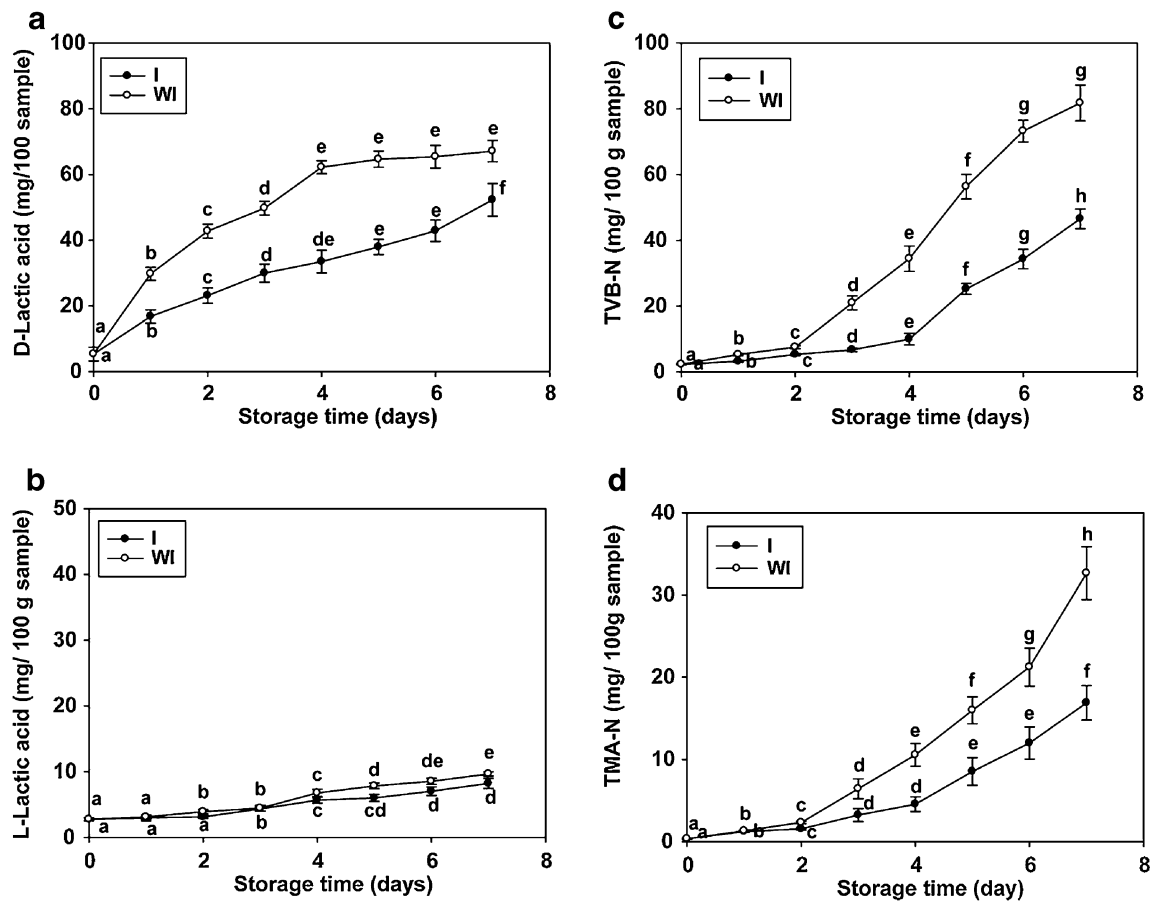 a
D-Lactic acid (mg/100 sample)
100
80
60
40
20
0
I
WI
a
b
c
d
e
e
e
e
a
b
c
d
de
e
e
f
0 2 4 6 8
Storage time (days)
c
TVB-N (mg/ 100 g sample)
100
80
60
40
20
0
I
WI
a
b
c
d
e
f
g
g
a
b
c
d
e
f
g
h
0 2 4 6 8
Storage time (days)
b
L-Lactic acid (mg/ 100 g sample)
50
40
30
20
10
0
I
WI
a
a
b
b
c
d
de
e
a
a
a
b
c
cd
d
d
0 2 4 6 8
Storage time (days)
d
TMA-N (mg/ 100g sample)
40
30
20
10
0
I
WI
a
b
c
d
e
f
g
h
a
b
c
d
d
e
e
f
0 2 4 6 8
Storage time (day)